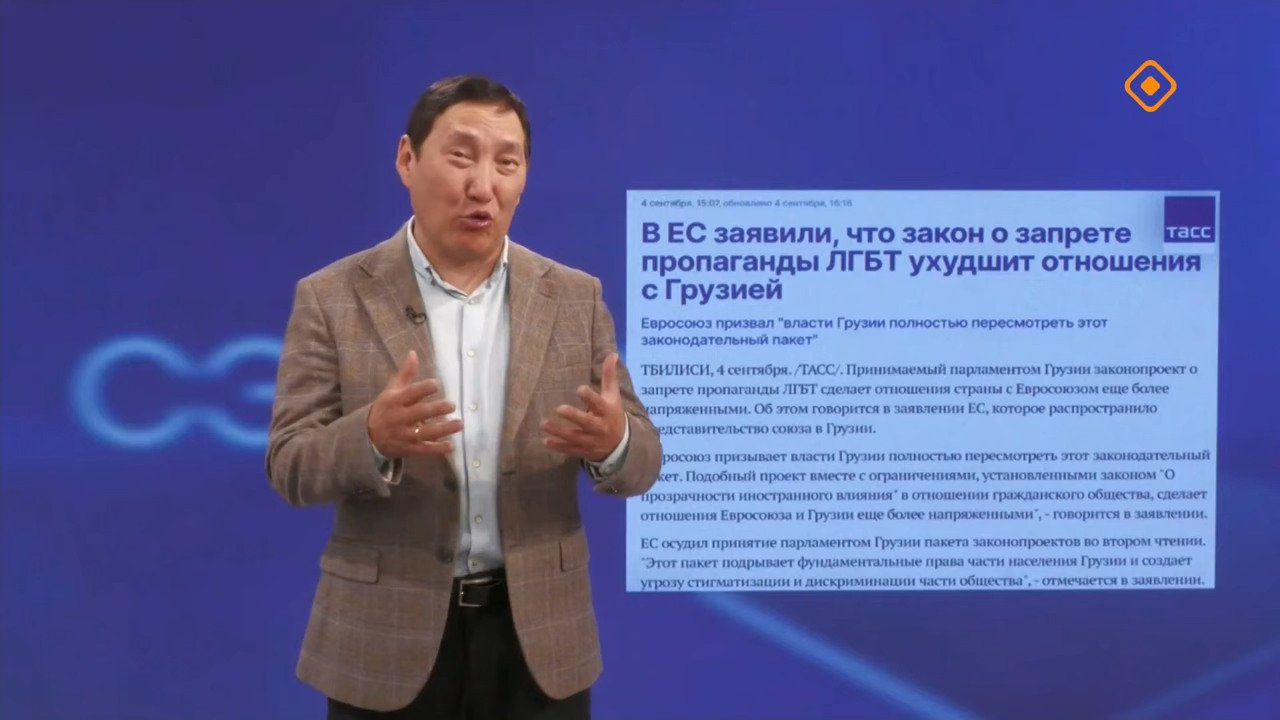 4 сентября, 15:07, обновлено 4 сентября, 16:16
тасс
В ЕС заявили, что закон о запрете
пропаганды ЛГБТ ухудшит отношения
с Грузией
Евросоюз призвал "власти Грузии полностью пересмотреть этот
законодательный пакет"
ТБИЛИСИ, 4 сентября. /ТАСС/. Принимаемый парламентом Грузии законопроект о
запрете пропаганды ЛГБТ сделает отношения страны с Евросоюзом еще более
напряженными. Об этом говорится в заявлении ЕС, которое распространило
представительство союза в Грузии.
призывает власти Грузии полностью пересмотреть этот законодательный
Подобный проект вместе с ограничениями, установленными законом "О
прозрачности иностранного влияния" в отношении гражданского общества, сделает
отношения Евросоюза и Грузии еще более напряженными", - говорится в заявлении.
ЕС осудил принятие парламентом Грузии пакета законопроектов во втором чтении.
"Этот пакет подрывает фундаментальные права части населения Грузии и создает
угрозу стигматизации и дискриминации части общества", - отмечается в заявлении.